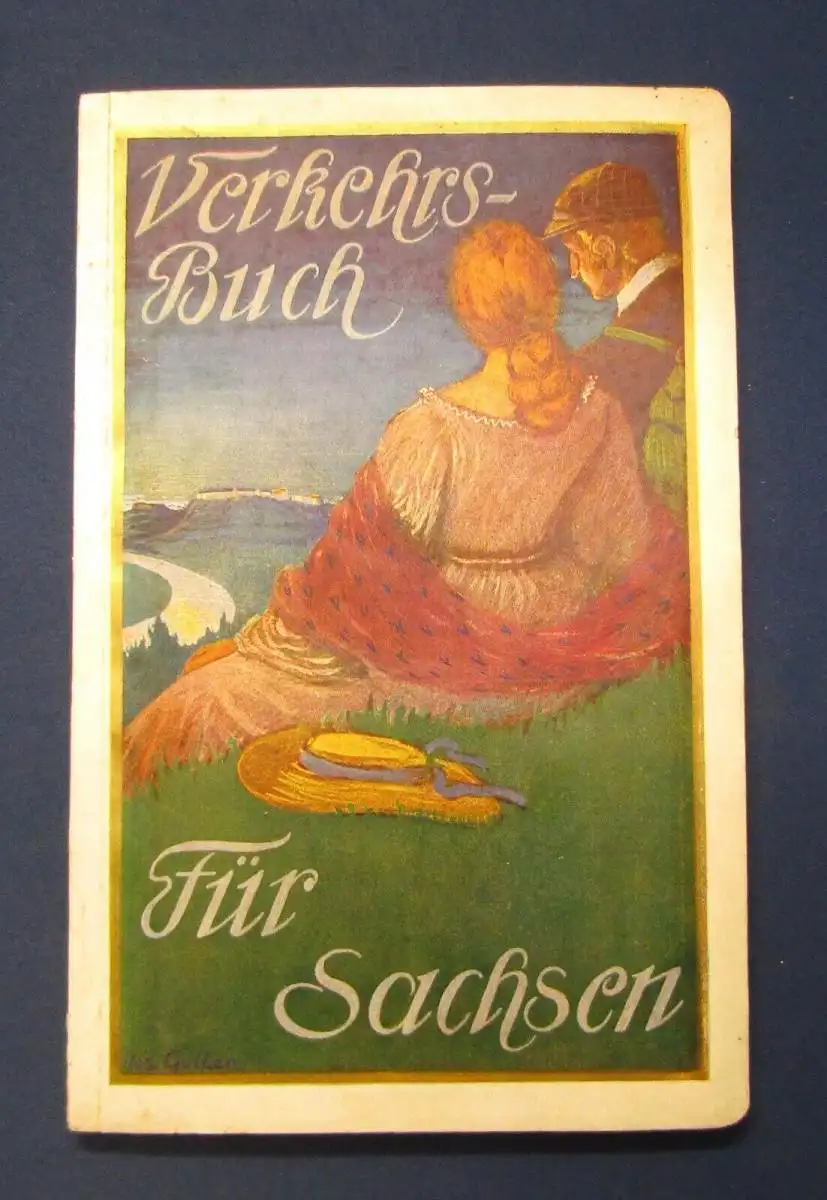 Verkehrs-
Buch
Für
Sachsen